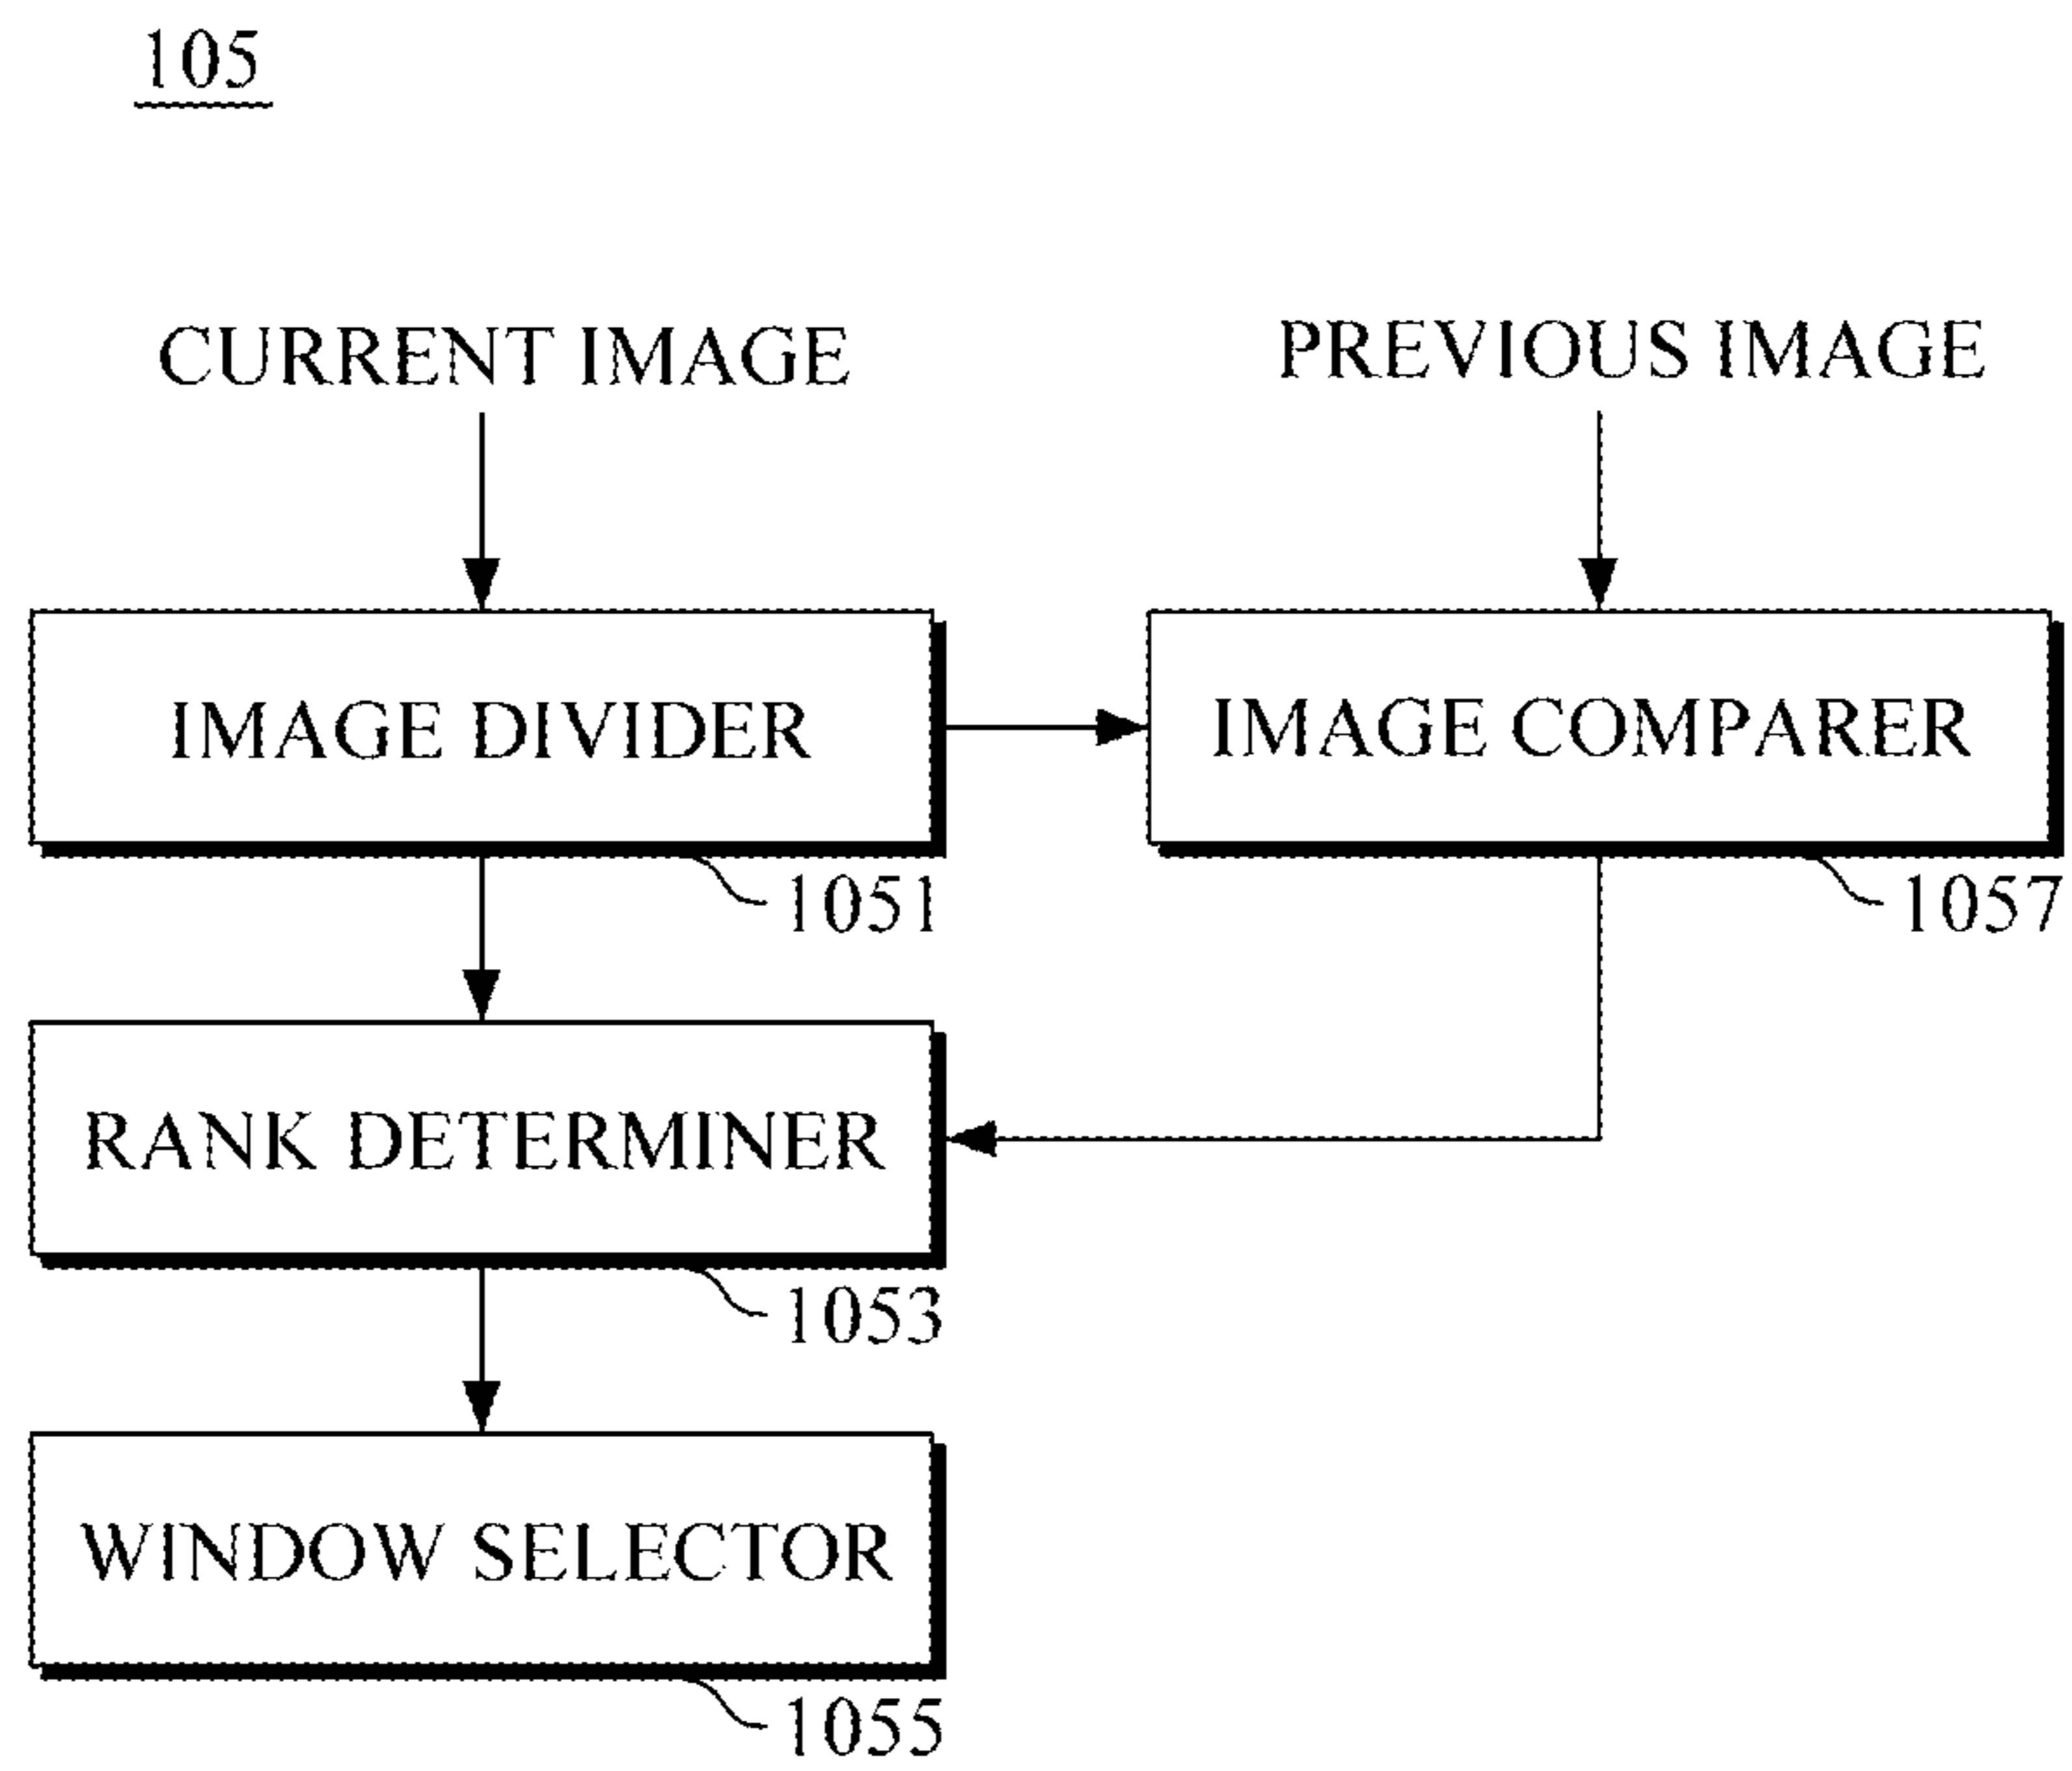 105
CURRENT IMAGE
PREVIOUS IMAGE
IMAGE DIVIDER
IMAGE COMPARER
1051
1057
RANK DETERMINER
1053
WINDOW SELECTOR
1055